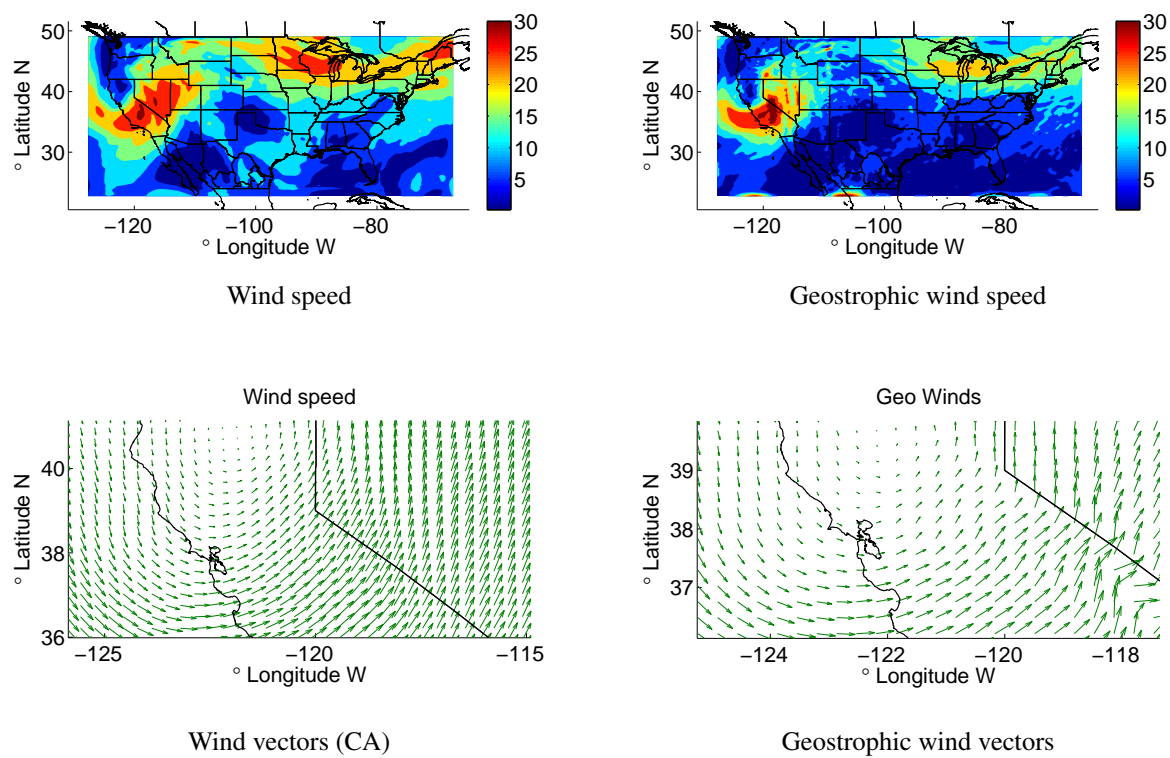 50
40
30
° Latitude N
−120
−100
−80
° Longitude W
30
25
20
15
10
5
Wind speed
50
40
30
° Latitude N
−120
−100
−80
° Longitude W
30
25
20
15
10
5
Geostrophic wind speed
Wind speed
40
38
36
° Latitude N
−125
−120
−115
° Longitude W
Wind vectors (CA)
Geo Winds
39
38
37
° Latitude N
−124
−122
−120
−118
° Longitude W
Geostrophic wind vectors